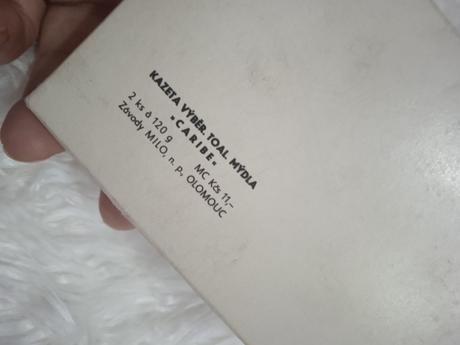 KAZETA VÝBĚR. TOAL. MÝDLA
„CARIBE“
2 ks à 120 g MC Kčs 11,–
Závody MILO, n. p., OLOMOUC